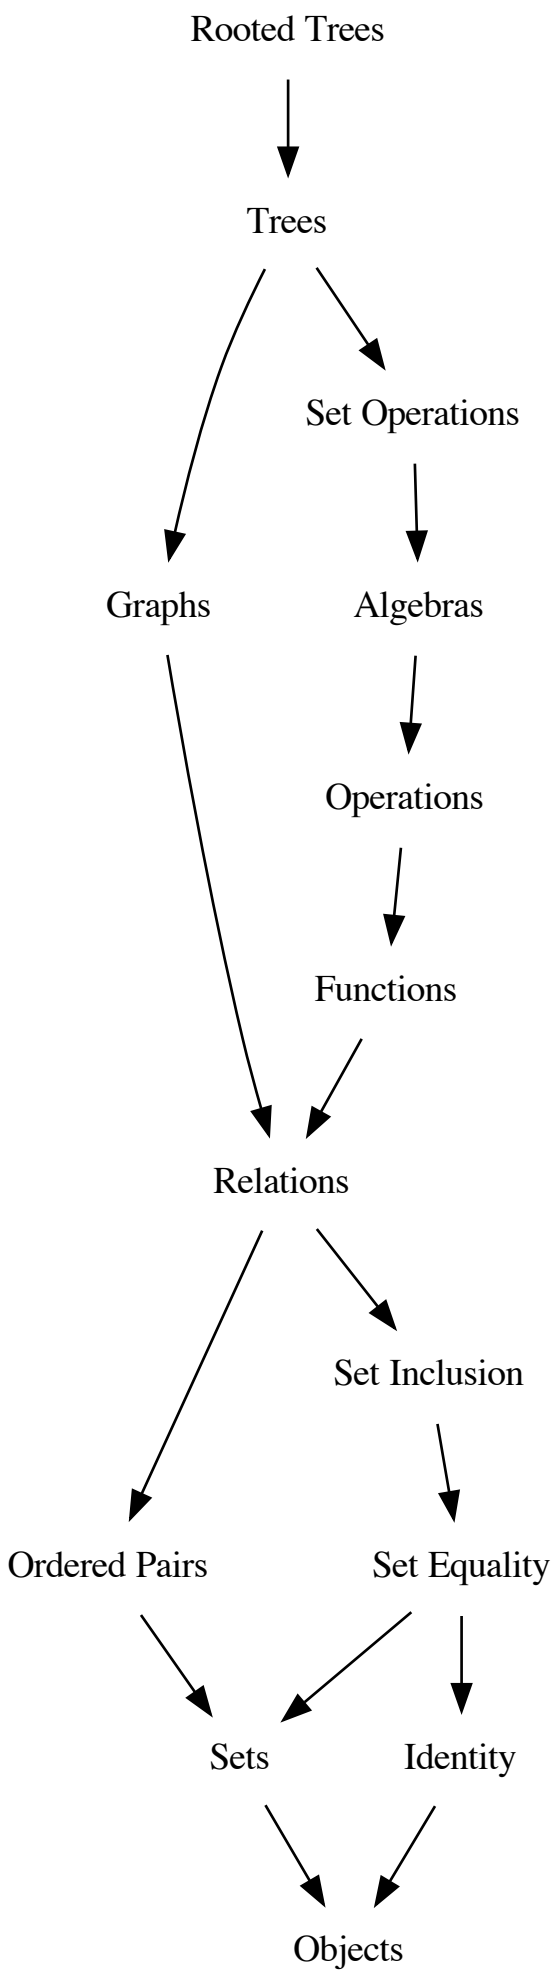 Rooted Trees
Trees
Set Operations
Graphs
Algebras
Operations
Functions
Relations
Set Inclusion
Ordered Pairs
Set Equality
Sets
Identity
Objects